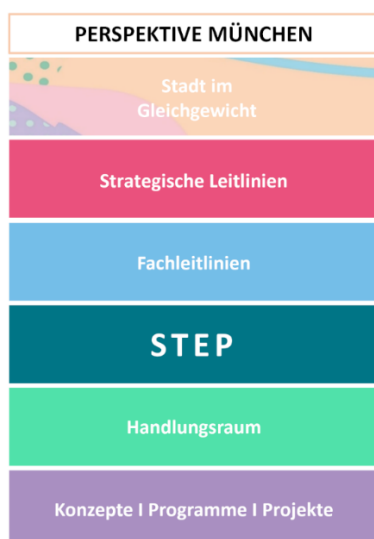 PERSPEKTIVE MÜNCHEN
Stadt im
Gleichgewicht
Strategische Leitlinien
Fachleitlinien
STEP
Handlungsraum
Konzepte I Programme I Projekte